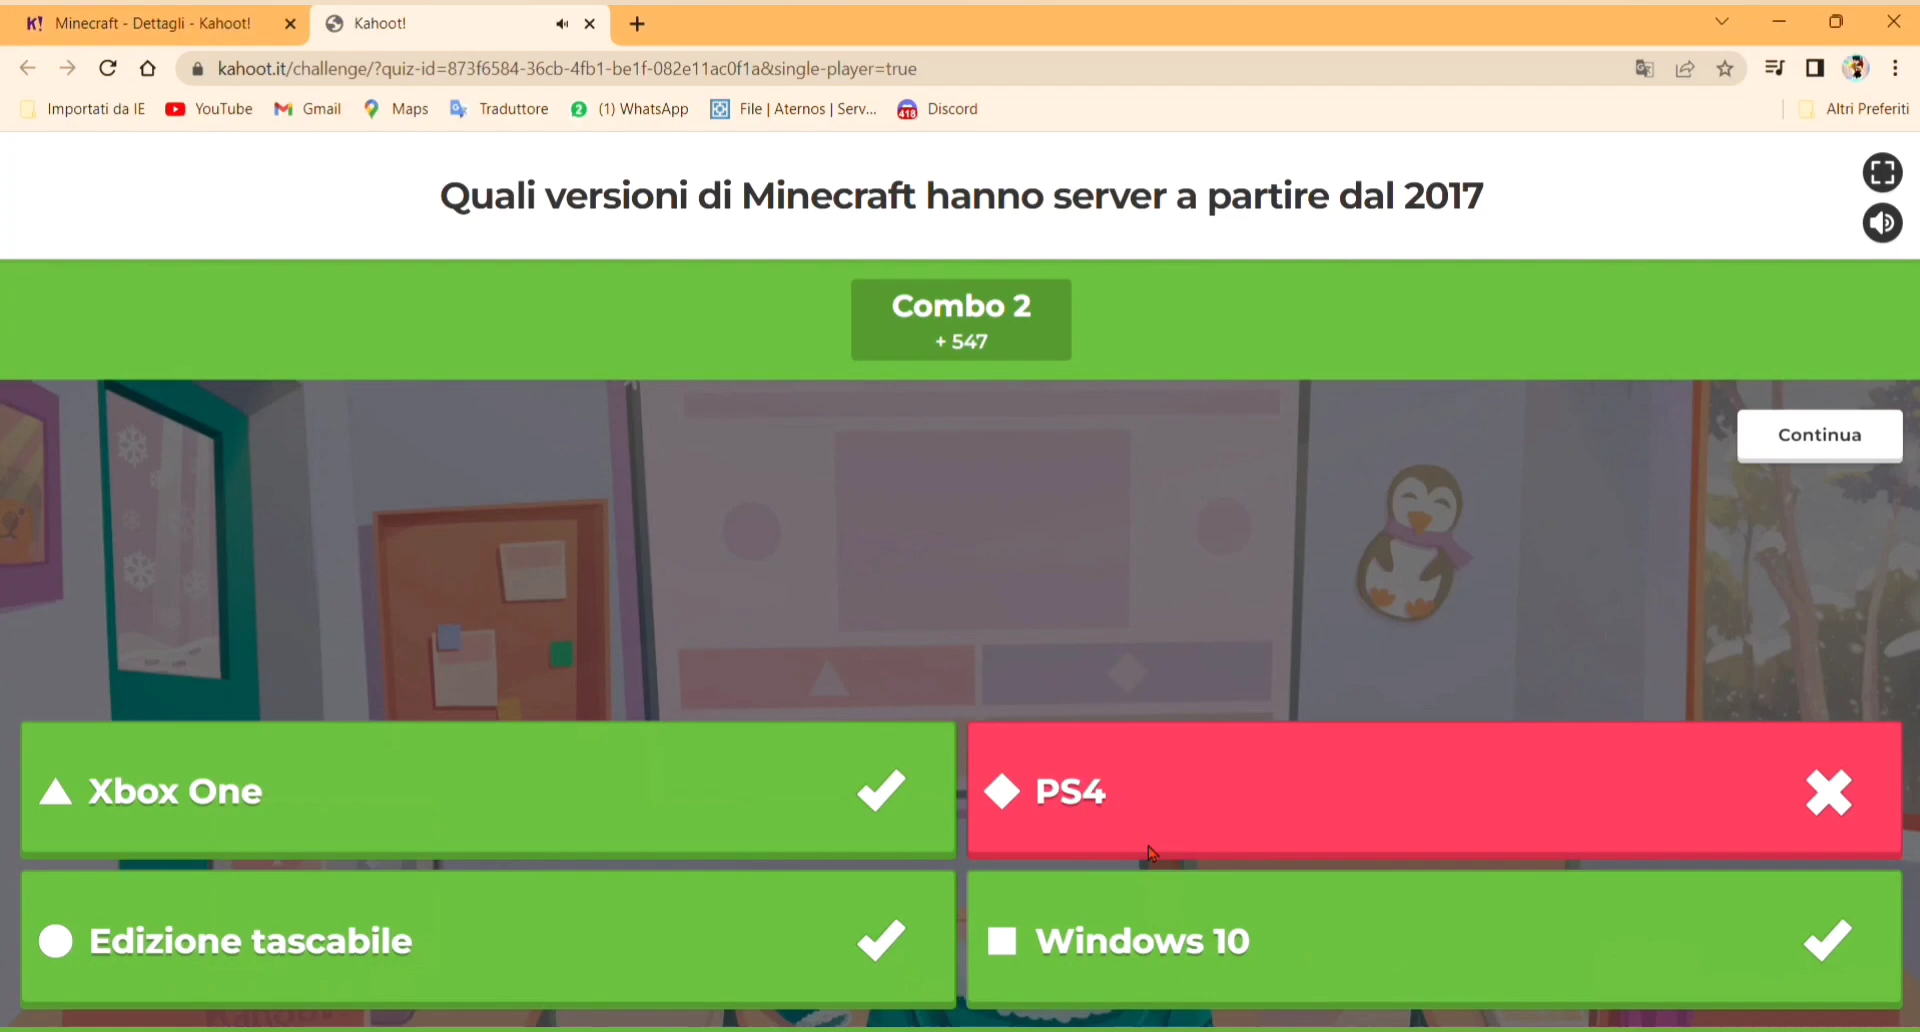 K! Minecraft - Dettagli - Kahoot!
Kahoot!
kahoot.it/challenge/?quiz-id=873f6584-36cb-4fb1-be1f-082e11ac0f1a&single-player=true
Importati da IE YouTube Gmail Maps Traduttore 2 (1) WhatsApp File | Aternos | Serv... 418 Discord Altri Preferiti
Quali versioni di Minecraft hanno server a partire dal 2017
Combo 2
+ 547
Continua
Xbox One
PS4
Edizione tascabile
Windows 10